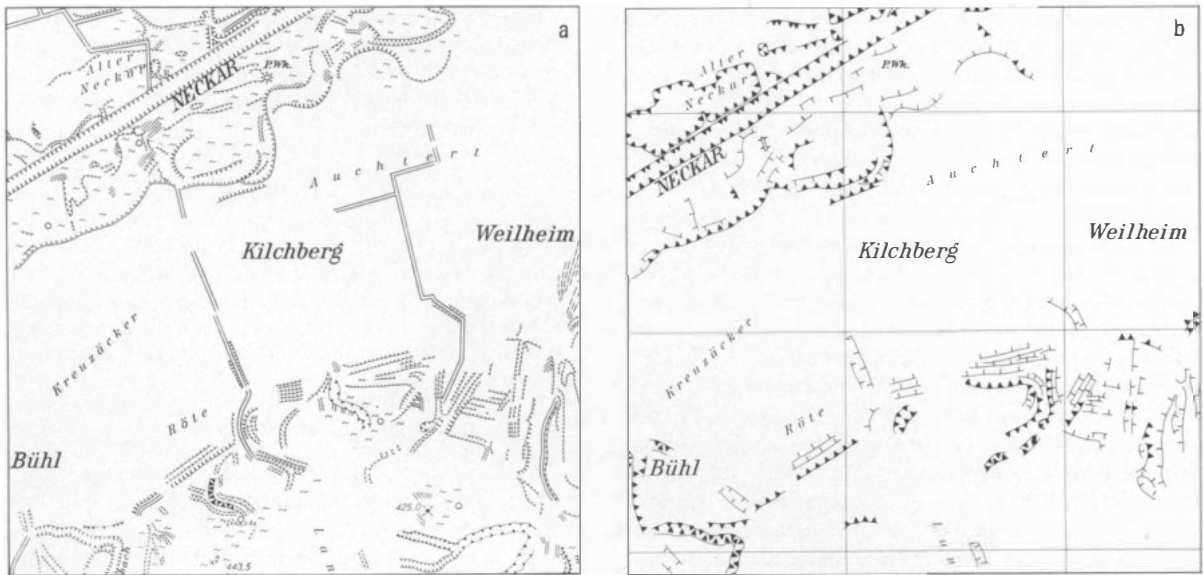 a
Alter
Neckar
NECKAR
P.Wk.
Auchtert
Kilchberg
Weilheim
Kreuzäcker
Röte
Bühl
425,0
443,5
b
Alter
Neckar
P.Wk.
NECKAR
Auchtert
Kilchberg
Weilheim
Kreuzäcker
Röte
Bühl